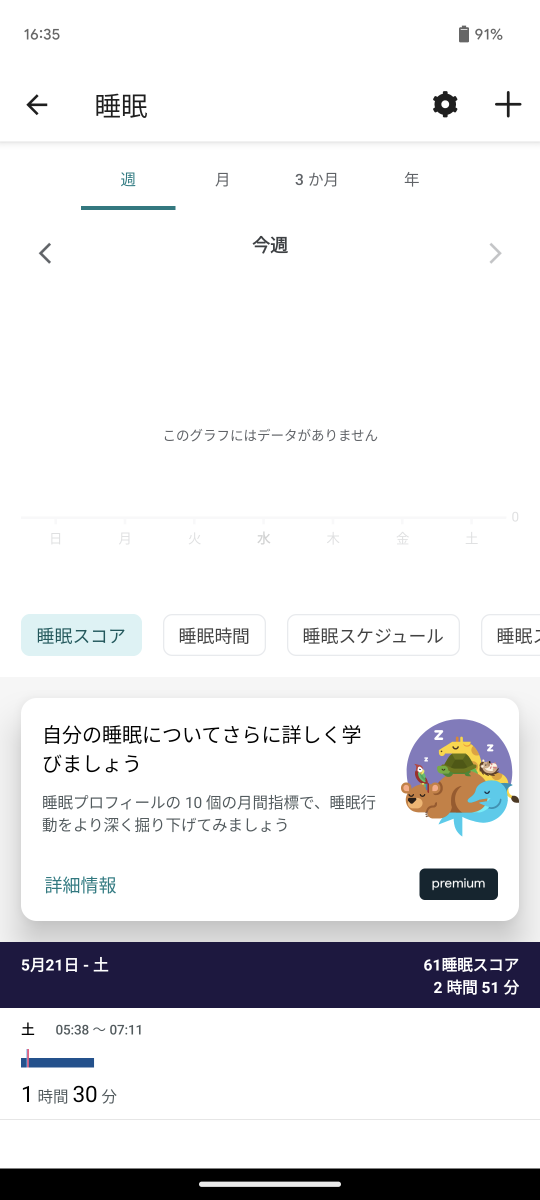 16:35 91%
睡眠
週 月 3 か月 年
今週
このグラフにはデータがありません
0
日 月 火 水 木 金 土
睡眠スコア 睡眠時間 睡眠スケジュール 睡眠ス
自分の睡眠についてさらに詳しく学
びましょう
z z z
睡眠プロフィールの 10 個の月間指標で、睡眠行
動をより深く掘り下げてみましょう
詳細情報 premium
5月21日 - 土 61睡眠スコア
2 時間 51 分
土 05:38 〜 07:11
1 時間 30 分